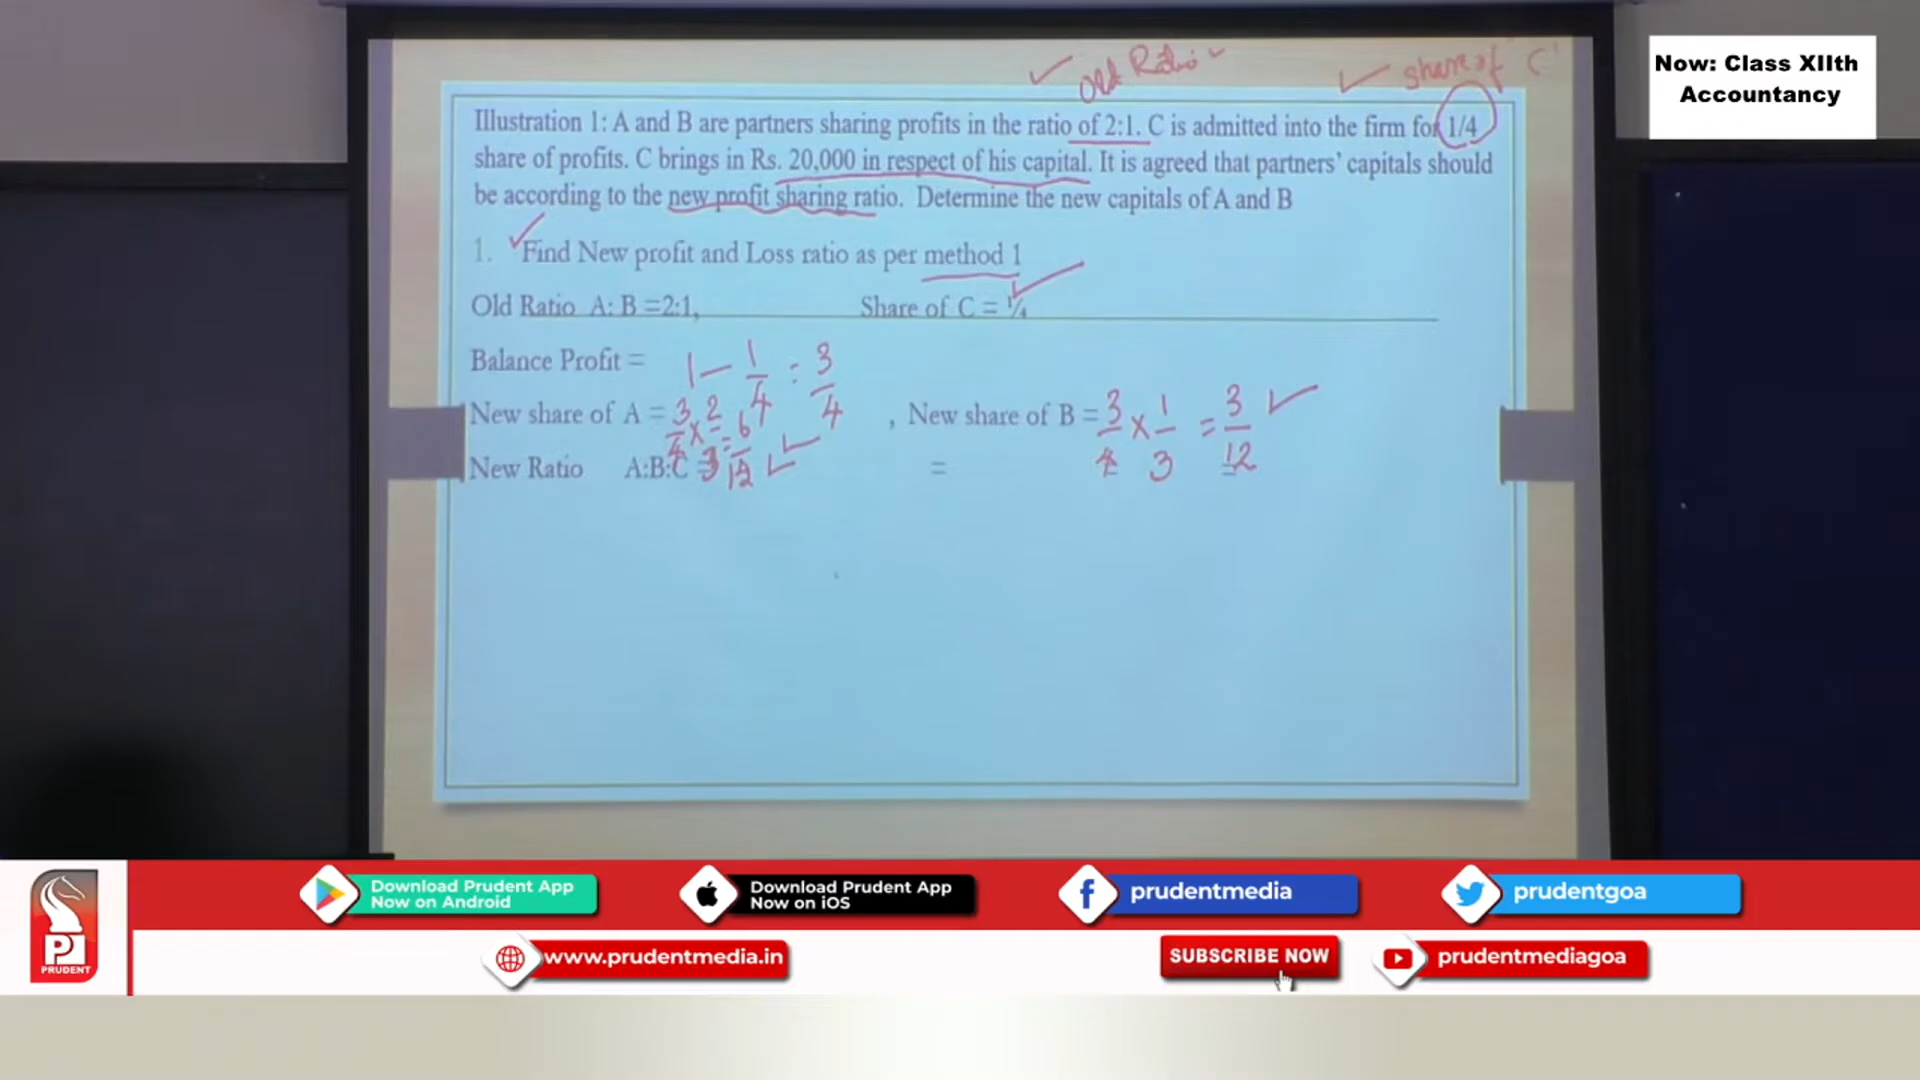 Now: Class XIIth
Accountancy
Old Ratio
share of 'C'
Illustration 1: A and B are partners sharing profits in the ratio of 2:1. C is admitted into the firm for 1/4
share of profits. C brings in Rs. 20,000 in respect of his capital. It is agreed that partners' capitals should
be according to the new profit sharing ratio. Determine the new capitals of A and B
1. Find New profit and Loss ratio as per method 1
Old Ratio A: B =2:1, Share of C = 1/4
Balance Profit = 1 - 1/4 = 3/4
New share of A = 3/4 × 2/3 = 6/12 , New share of B = 3/4 × 1/3 = 3/12
New Ratio A:B:C = =
Download Prudent App
Now on Android
Download Prudent App
Now on iOS
prudentmedia
prudentgoa
PRUDENT
www.prudentmedia.in
SUBSCRIBE NOW
prudentmediagoa